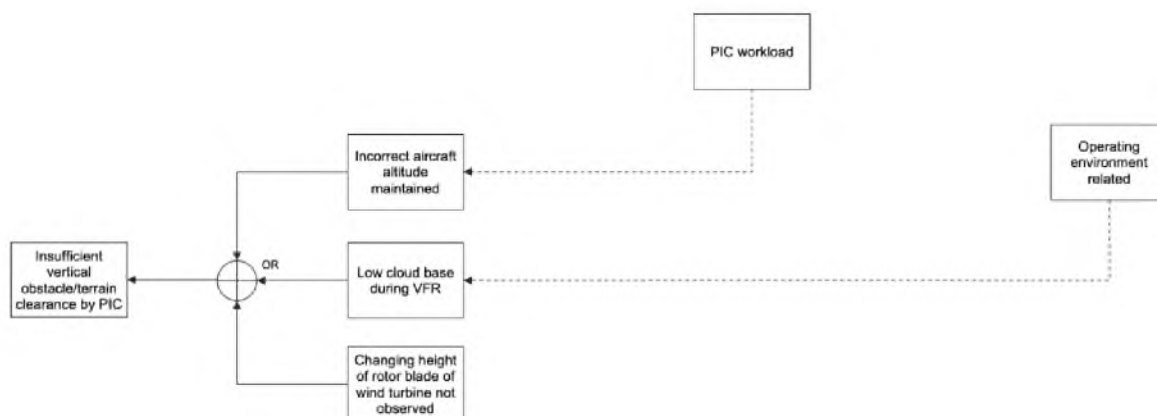 PIC workload
Operating
environment
related
Incorrect aircraft
altitude
maintained
Insufficient
vertical
obstacle/terrain
clearance by PIC
OR
Low cloud base
during VFR
Changing height
of rotor blade of
wind turbine not
observed